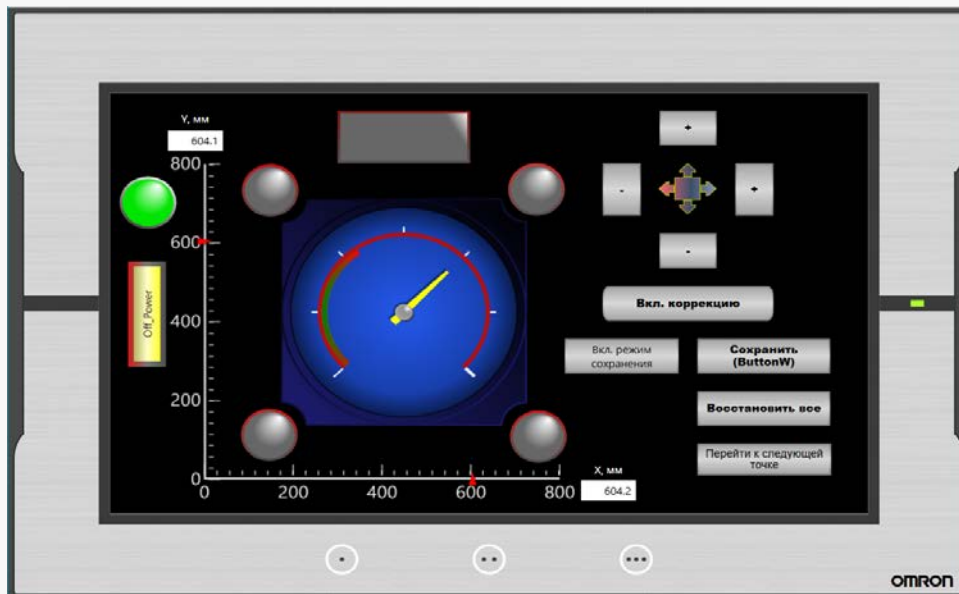 Y, мм
604.1
800
600
400
200
0
0 200 400 600 800
X, мм
604.2
Off_Power
+
-
+
-
Вкл. коррекцию
Вкл. режим
сохранения
Сохранить
(ButtonW)
Восстановить все
Перейти к следующей
точке
OMRON